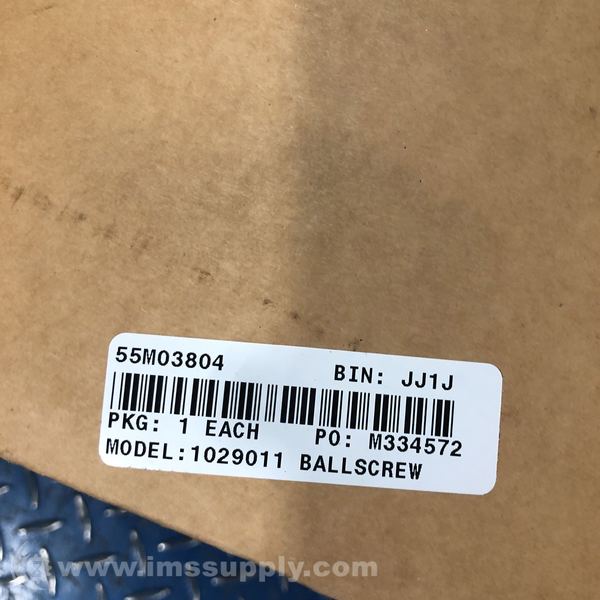 55M03804
BIN: JJ1J
PKG: 1 EACH
PO: M334572
MODEL:1029011 BALLSCREW
www.imssupply.com